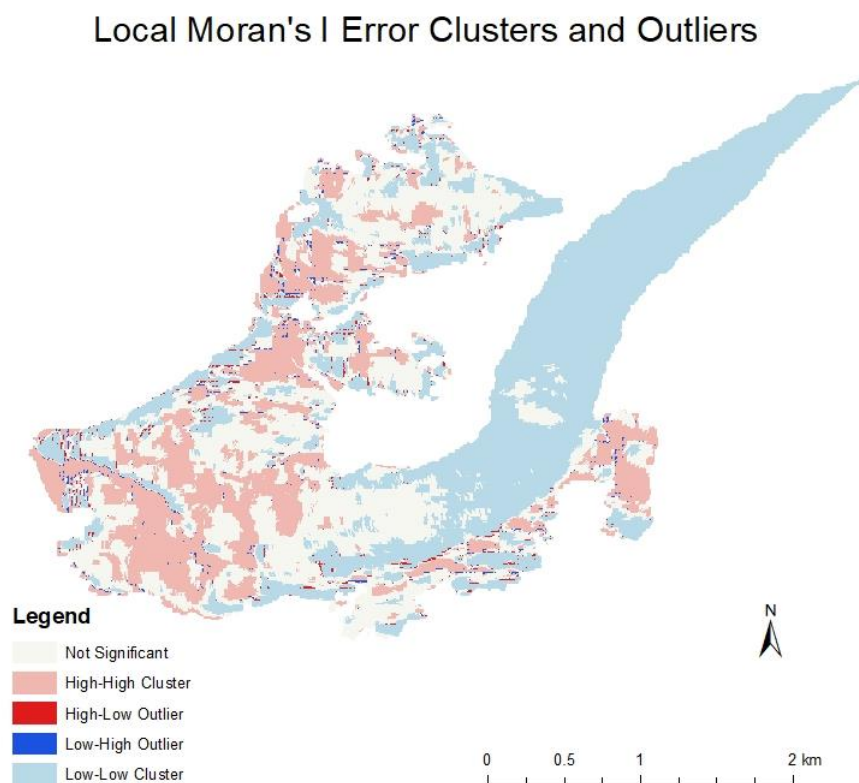 Local Moran's I Error Clusters and Outliers
Legend
Not Significant
High-High Cluster
High-Low Outlier
Low-High Outlier
Low-Low Cluster
N
0 0.5 1 2 km